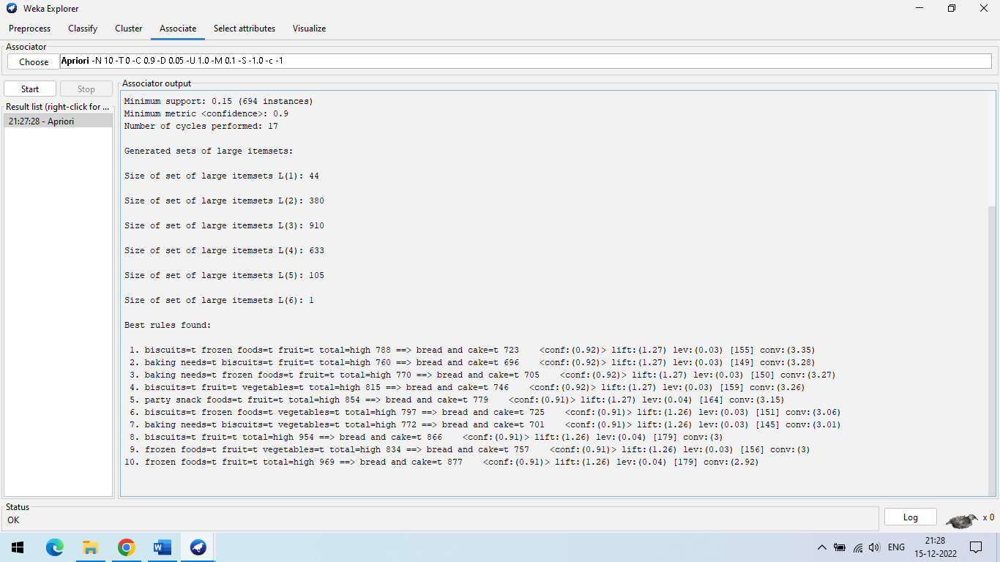 Weka Explorer
Preprocess Classify Cluster Associate Select attributes Visualize
Associator
Choose Apriori -N 10 -T 0 -C 0.9 -D 0.05 -U 1.0 -M 0.1 -S -1.0 -c -1
Start Stop
Result list (right-click for ...
21:27:28 - Apriori
Associator output
Minimum support: 0.15 (694 instances)
Minimum metric <confidence>: 0.9
Number of cycles performed: 17
Generated sets of large itemsets:
Size of set of large itemsets L(1): 44
Size of set of large itemsets L(2): 380
Size of set of large itemsets L(3): 910
Size of set of large itemsets L(4): 633
Size of set of large itemsets L(5): 105
Size of set of large itemsets L(6): 1
Best rules found:
1. biscuits=t frozen foods=t fruit=t total=high 788 ==> bread and cake=t 723 <conf:(0.92)> lift:(1.27) lev:(0.03) [155] conv:(3.35)
2. baking needs=t biscuits=t fruit=t total=high 760 ==> bread and cake=t 696 <conf:(0.92)> lift:(1.27) lev:(0.03) [149] conv:(3.28)
3. baking needs=t frozen foods=t fruit=t total=high 770 ==> bread and cake=t 705 <conf:(0.92)> lift:(1.27) lev:(0.03) [150] conv:(3.27)
4. biscuits=t fruit=t vegetables=t total=high 815 ==> bread and cake=t 746 <conf:(0.92)> lift:(1.27) lev:(0.03) [159] conv:(3.26)
5. party snack foods=t fruit=t total=high 854 ==> bread and cake=t 779 <conf:(0.91)> lift:(1.27) lev:(0.04) [164] conv:(3.15)
6. biscuits=t frozen foods=t vegetables=t total=high 797 ==> bread and cake=t 725 <conf:(0.91)> lift:(1.26) lev:(0.03) [151] conv:(3.06)
7. baking needs=t biscuits=t vegetables=t total=high 772 ==> bread and cake=t 701 <conf:(0.91)> lift:(1.26) lev:(0.03) [145] conv:(3.01)
8. biscuits=t fruit=t total=high 954 ==> bread and cake=t 866 <conf:(0.91)> lift:(1.26) lev:(0.04) [179] conv:(3)
9. frozen foods=t fruit=t vegetables=t total=high 834 ==> bread and cake=t 757 <conf:(0.91)> lift:(1.26) lev:(0.03) [156] conv:(3)
10. frozen foods=t fruit=t total=high 969 ==> bread and cake=t 877 <conf:(0.91)> lift:(1.26) lev:(0.04) [179] conv:(2.92)
Status
OK
Log
x 0
W
ENG
21:28
15-12-2022